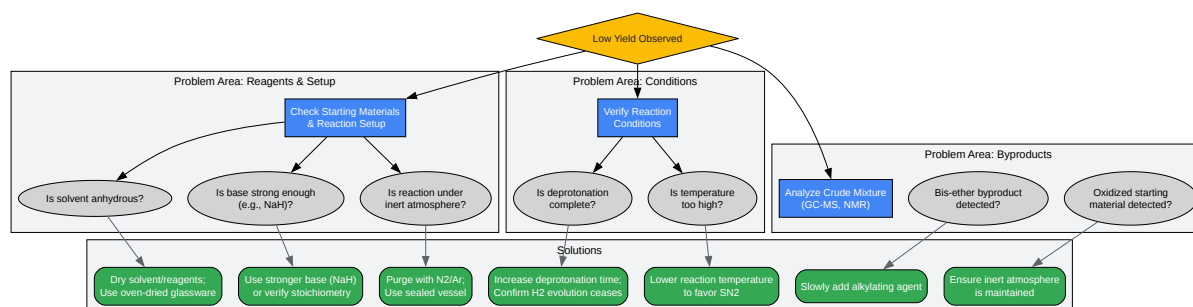 Low Yield Observed
Problem Area: Reagents & Setup
Check Starting Materials
& Reaction Setup
Is solvent anhydrous?
Is base strong enough
(e.g., NaH)?
Is reaction under
inert atmosphere?
Problem Area: Conditions
Verify Reaction
Conditions
Is deprotonation
complete?
Is temperature
too high?
Problem Area: Byproducts
Analyze Crude Mixture
(GC-MS, NMR)
Bis-ether byproduct
detected?
Oxidized starting
material detected?
Solutions
Dry solvent/reagents;
Use oven-dried glassware
Use stronger base (NaH)
or verify stoichiometry
Purge with N2/Ar;
Use sealed vessel
Increase deprotonation time;
Confirm H2 evolution ceases
Lower reaction temperature
to favor SN2
Slowly add alkylating agent
Ensure inert atmosphere
is maintained